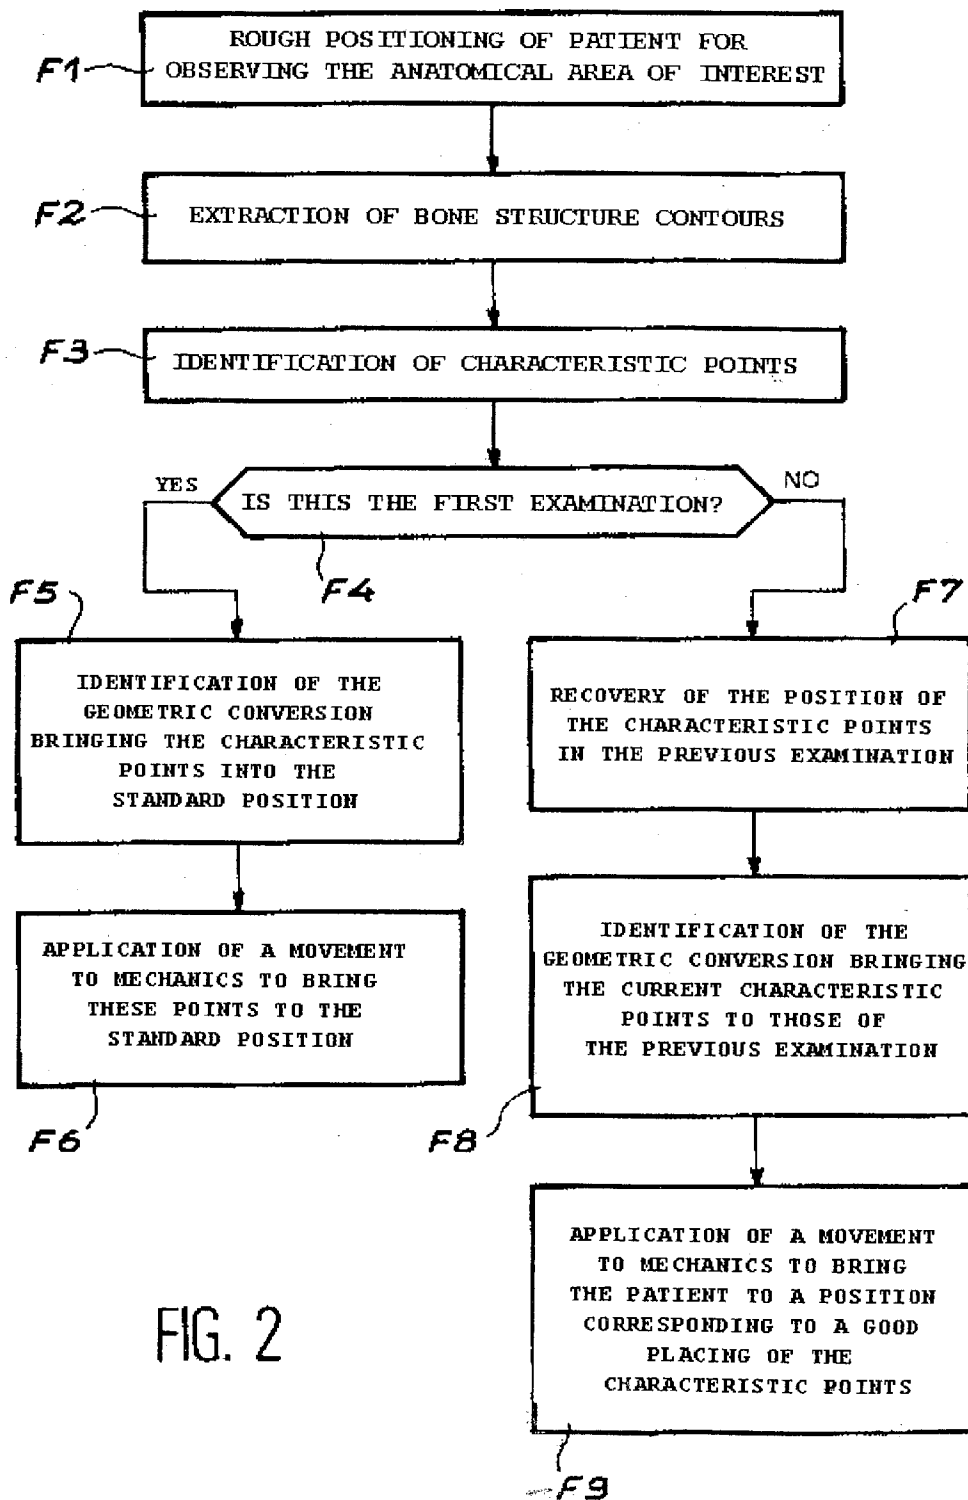 ROUGH POSITIONING OF PATIENT FOR
F1
OBSERVING THE ANATOMICAL AREA OF INTEREST
F2
EXTRACTION OF BONE STRUCTURE CONTOURS
F3
IDENTIFICATION OF CHARACTERISTIC POINTS
YES
IS THIS THE FIRST EXAMINATION?
NO
F4
F5
IDENTIFICATION OF THE
GEOMETRIC CONVERSION
BRINGING THE CHARACTERISTIC
POINTS INTO THE
STANDARD POSITION
APPLICATION OF A MOVEMENT
TO MECHANICS TO BRING
THESE POINTS TO THE
STANDARD POSITION
F6
F7
RECOVERY OF THE POSITION OF
THE CHARACTERISTIC POINTS
IN THE PREVIOUS EXAMINATION
IDENTIFICATION OF THE
GEOMETRIC CONVERSION BRINGING
THE CURRENT CHARACTERISTIC
POINTS TO THOSE OF
THE PREVIOUS EXAMINATION
F8
APPLICATION OF A MOVEMENT
TO MECHANICS TO BRING
THE PATIENT TO A POSITION
CORRESPONDING TO A GOOD
PLACING OF THE
CHARACTERISTIC POINTS
F9
FIG. 2